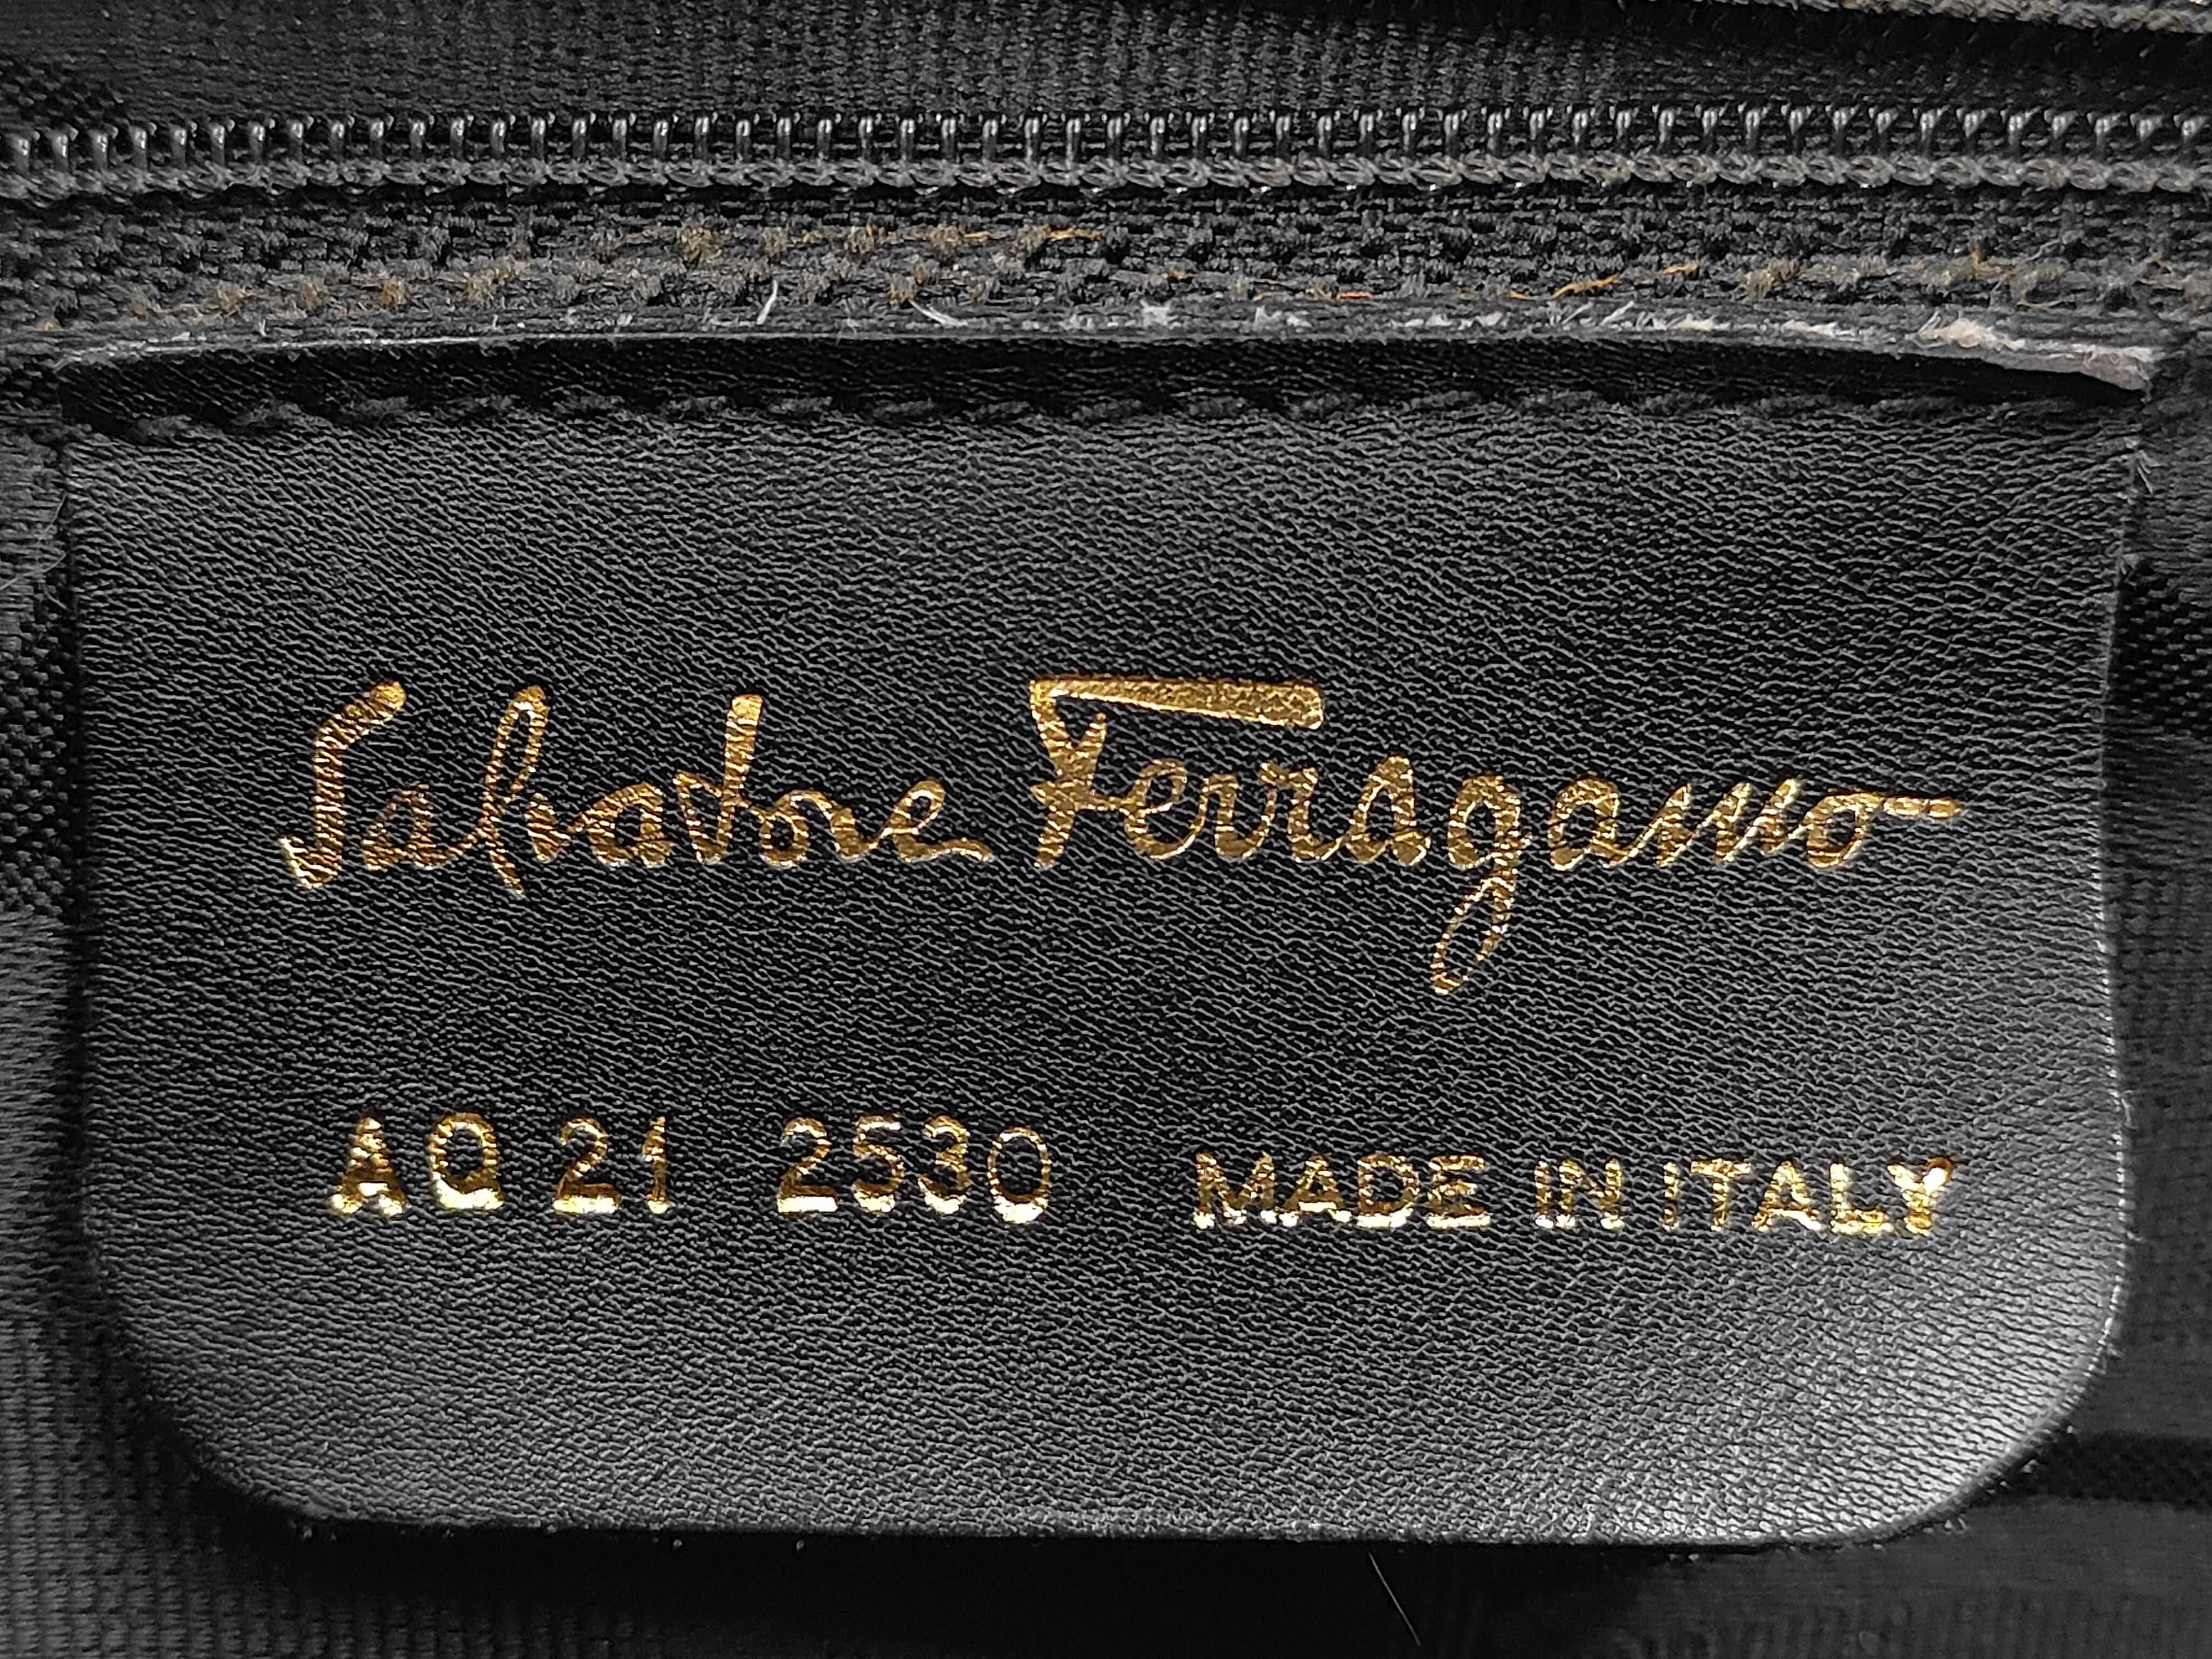 Salvatore Ferragamo
AQ 21 2530 MADE IN ITALY